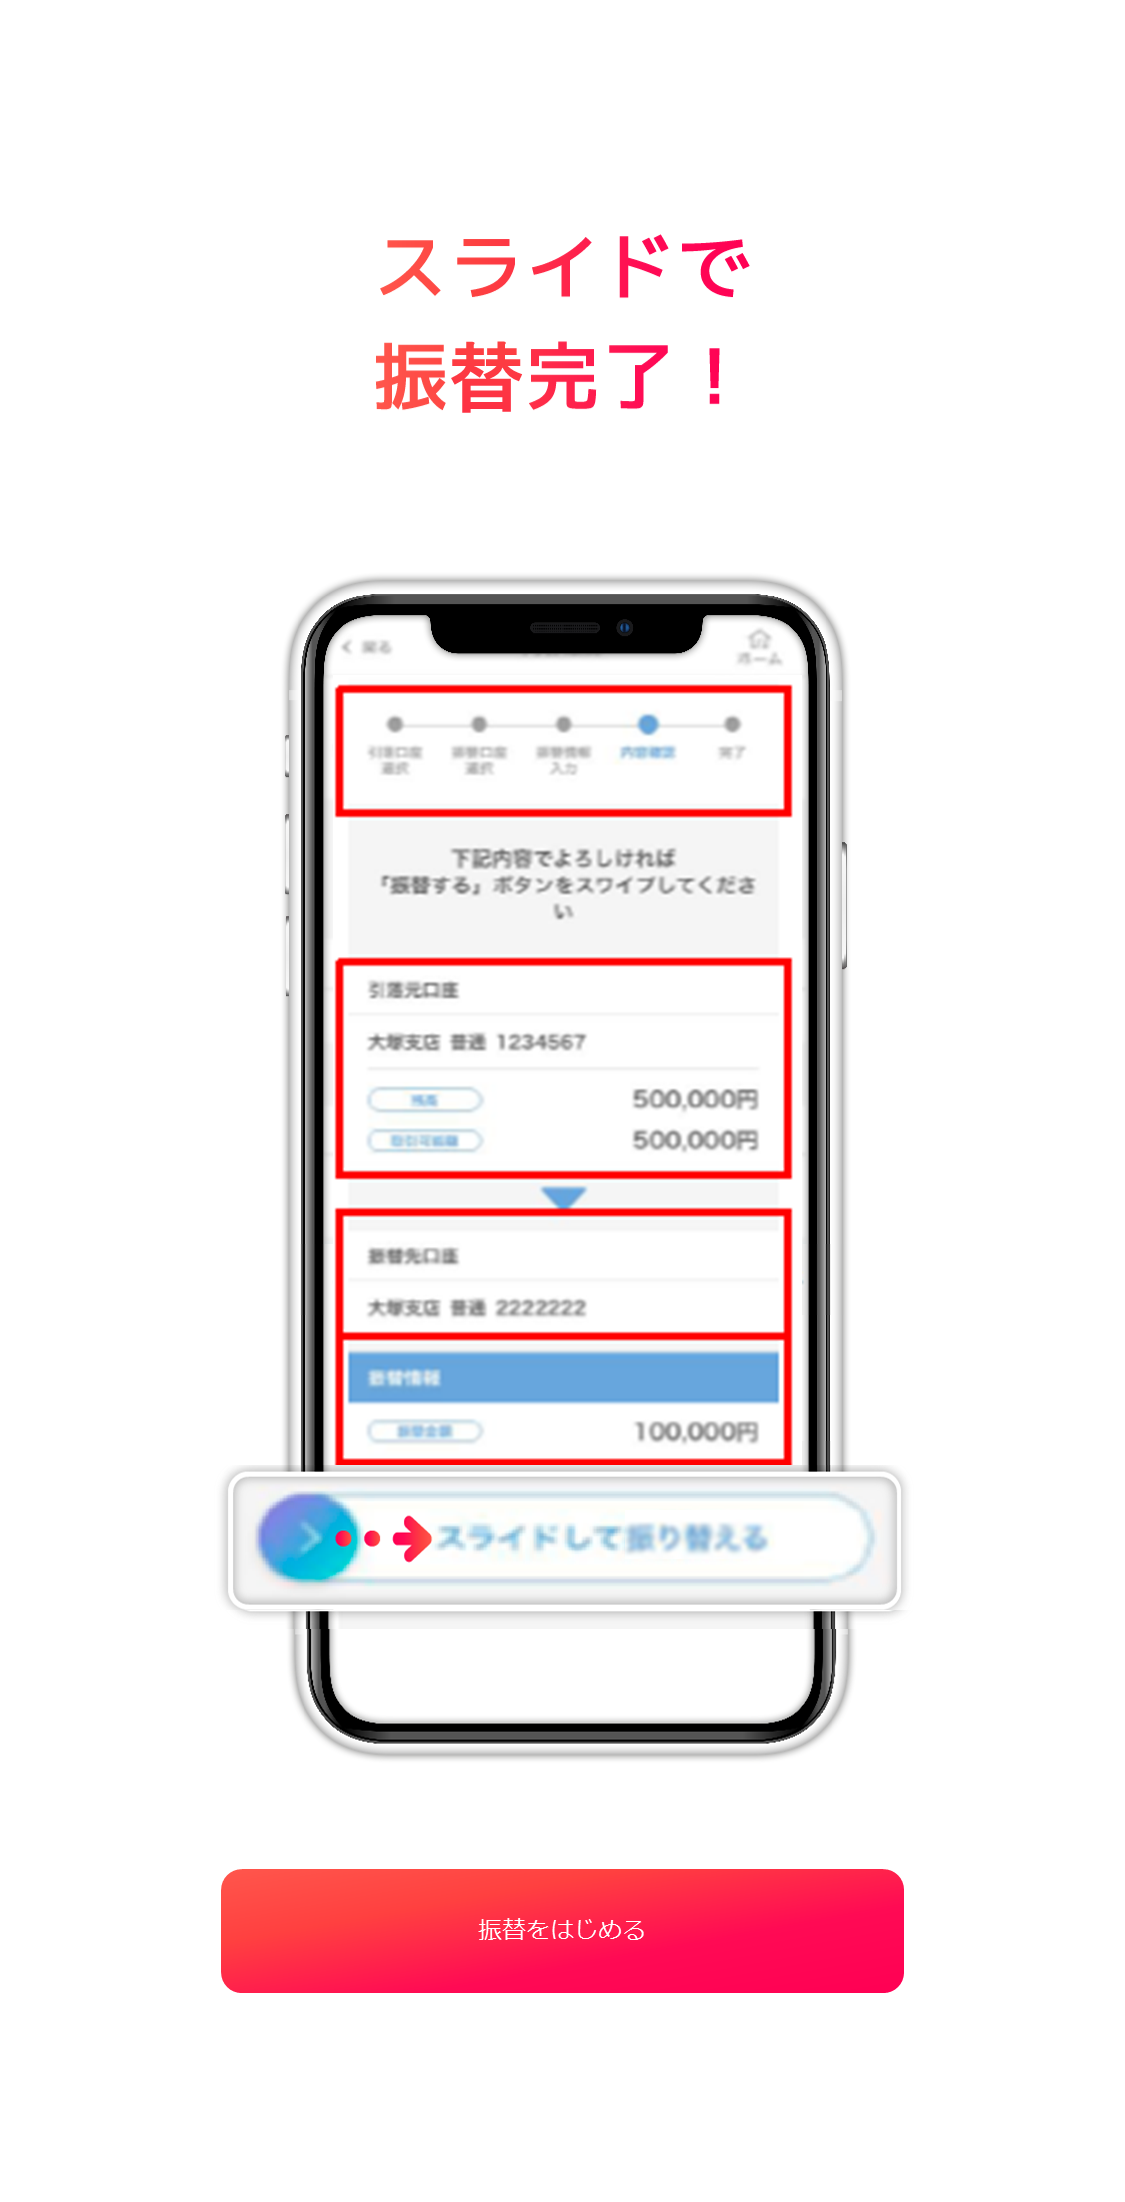 スライドで
振替完了！
戻る
ホーム
引落口座
選択
振替口座
選択
振替情報
入力
内容確認
完了
下記内容でよろしければ
「振替する」ボタンをスワイプしてくださ
い
引落元口座
大塚支店 普通 1234567
残高 500,000円
取引可能額 500,000円
振替先口座
大塚支店 普通 2222222
振替情報
振替金額 100,000円
スライドして振り替える
振替をはじめる